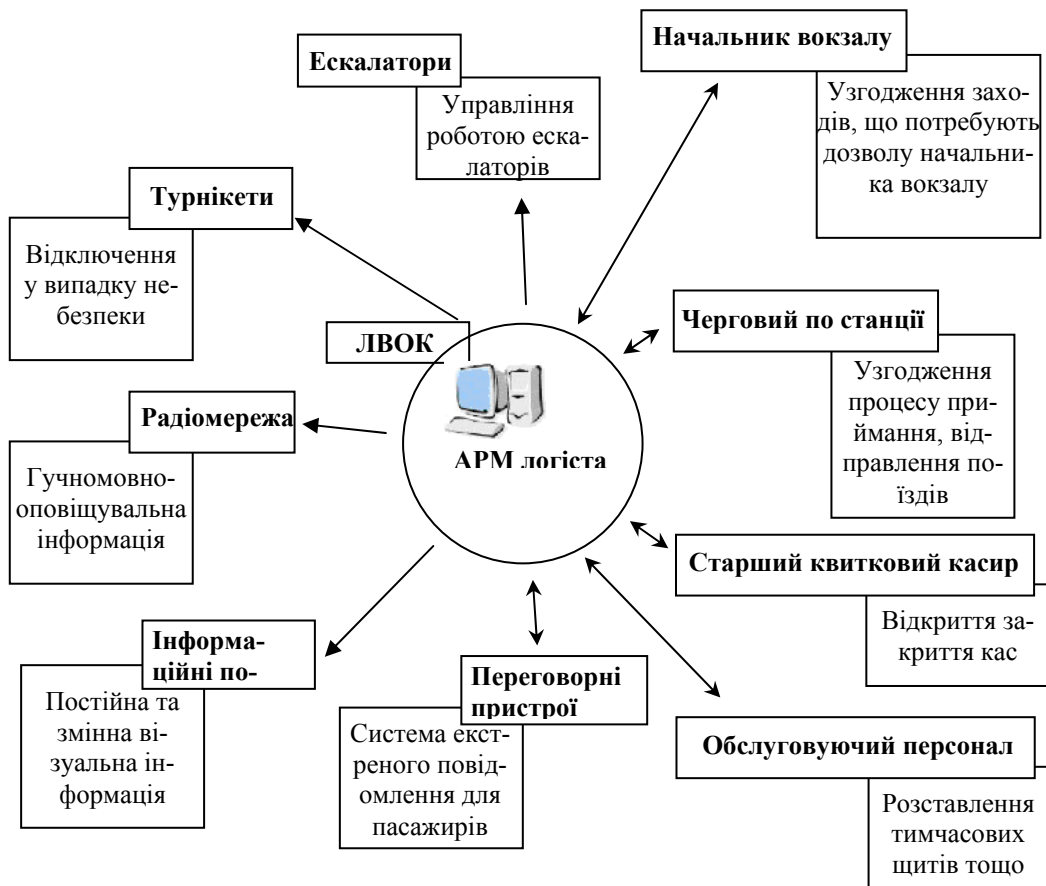 Ескалатори
Управління
роботою еска-
латорів
Начальник вокзалу
Узгодження захо-
дів, що потребують
дозволу начальни-
ка вокзалу
Турнікети
Відключення
у випадку не-
безпеки
ЛВОК
АРМ логіста
Черговий по станції
Узгодження
процесу при-
ймання, від-
правлення по-
їздів
Радіомережа
Гучномовно-
оповіщувальна
інформація
Старший квитковий касир
Відкриття за-
криття кас
Інформа-
ційні по-
Постійна та
змінна ві-
зуальна ін-
формація
Переговорні
пристрої
Система екст-
реного повід-
омлення для
пасажирів
Обслуговуючий персонал
Розставлення
тимчасових
щитів тощо